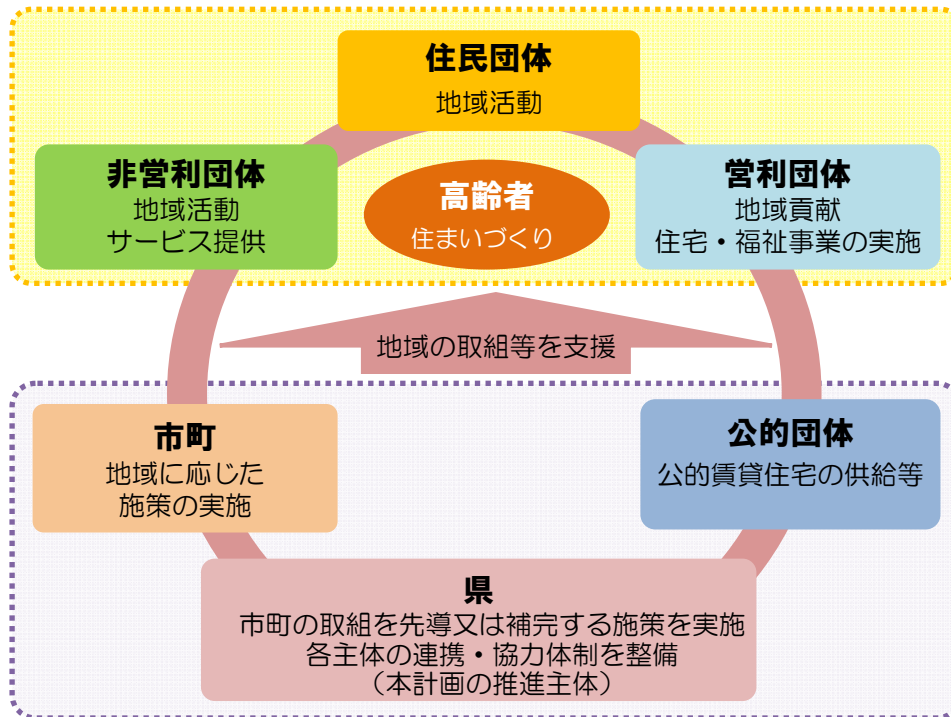 住民団体
地域活動
非営利団体
地域活動
サービス提供
高齢者
住まいづくり
営利団体
地域貢献
住宅・福祉事業の実施
地域の取組等を支援
市町
地域に応じた
施策の実施
公的団体
公的賃貸住宅の供給等
県
市町の取組を先導又は補完する施策を実施
各主体の連携・協力体制を整備
（本計画の推進主体）